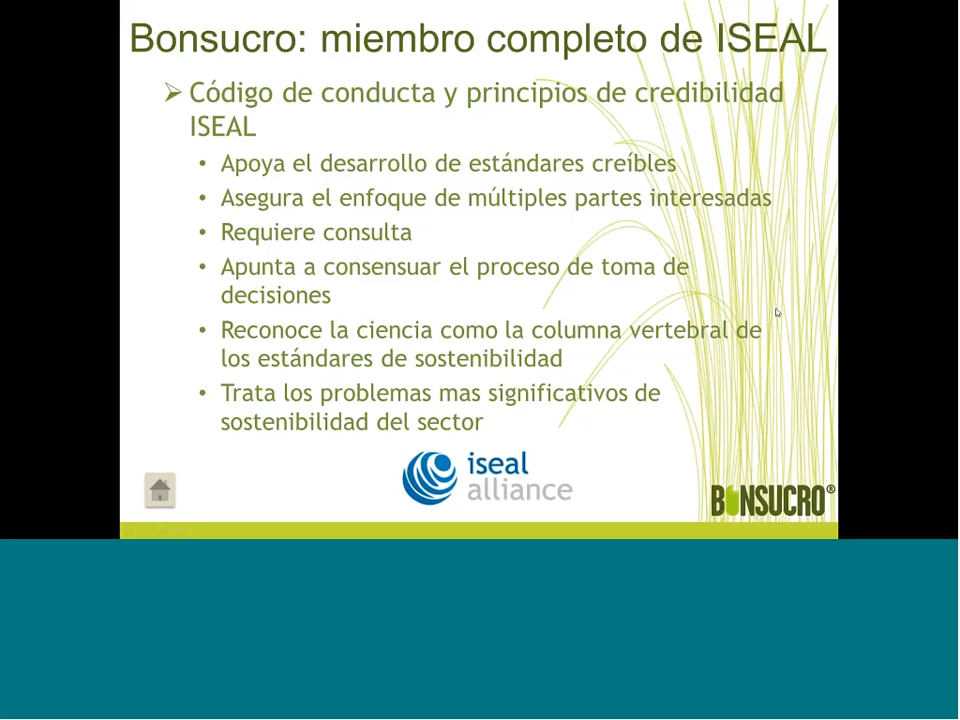 Bonsucro: miembro completo de ISEAL
➢ Código de conducta y principios de credibilidad
ISEAL
• Apoya el desarrollo de estándares creíbles
• Asegura el enfoque de múltiples partes interesadas
• Requiere consulta
• Apunta a consensuar el proceso de toma de
decisiones
• Reconoce la ciencia como la columna vertebral de
los estándares de sostenibilidad
• Trata los problemas mas significativos de
sostenibilidad del sector
iseal
alliance
BONSUCRO®